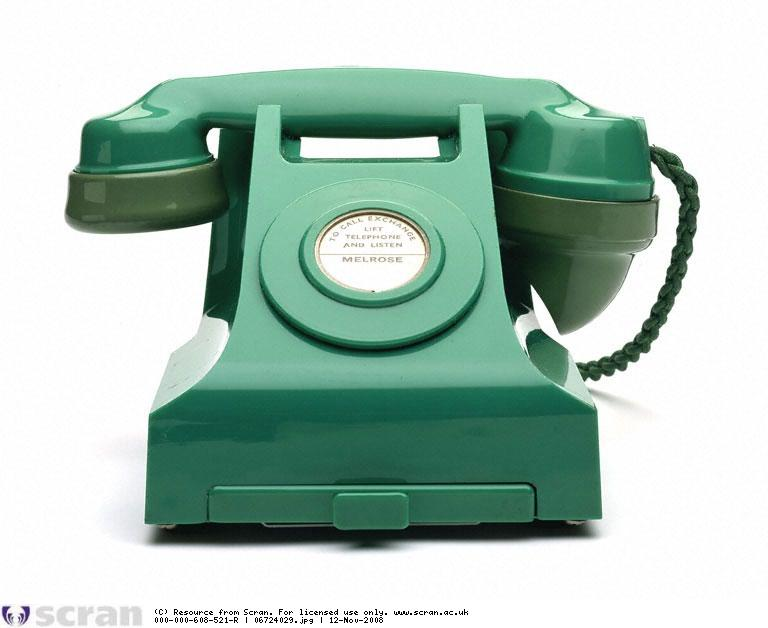 TO CALL EXCHANGE
LIFT
TELEPHONE
AND LISTEN
MELROSE
scran
(C) Resource from Scran. For licensed use only. www.scran.ac.uk
000-000-608-521-R | 06724029.jpg | 12-Nov-2008